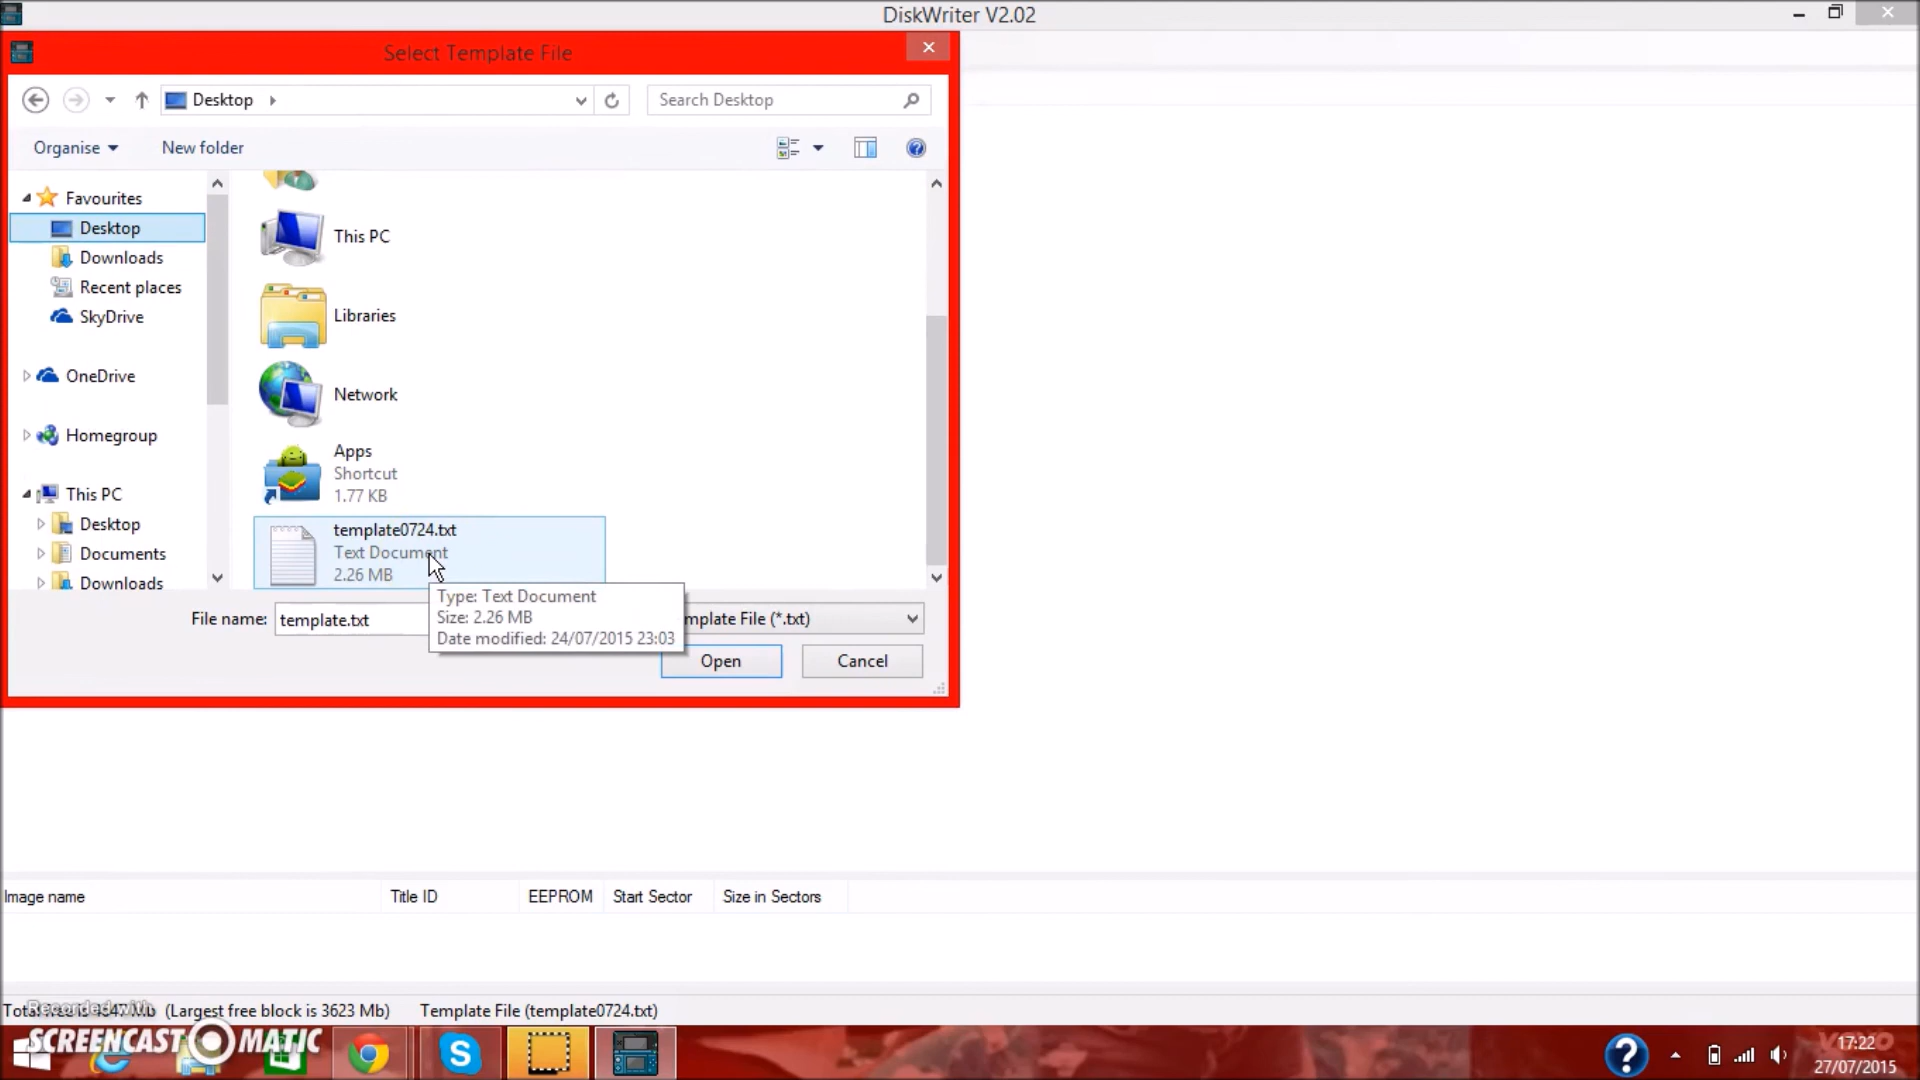 DiskWriter V2.02
Select Template File
Desktop
Search Desktop
Organise
New folder
Favourites
Desktop
Downloads
Recent places
SkyDrive
OneDrive
Homegroup
This PC
Desktop
Documents
Downloads
This PC
Libraries
Network
Apps
Shortcut
1.77 KB
template0724.txt
Text Document
2.26 MB
Type: Text Document
Size: 2.26 MB
Date modified: 24/07/2015 23:03
File name:
template.txt
mplate File (*.txt)
Open
Cancel
Image name
Title ID
EEPROM
Start Sector
Size in Sectors
(Largest free block is 3623 Mb)
Template File (template0724.txt)
Recorded with
SCREENCAST MATIC
17:22
27/07/2015